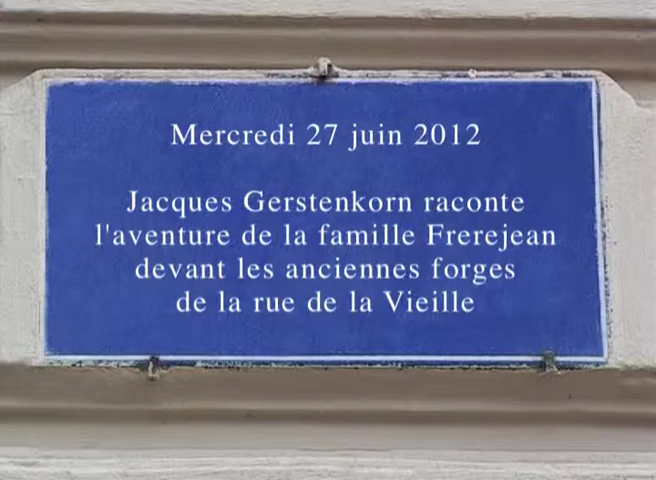 Mercredi 27 juin 2012
Jacques Gerstenkorn raconte
l'aventure de la famille Frerejean
devant les anciennes forges
de la rue de la Vieille